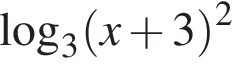 log₃(x + 3)²